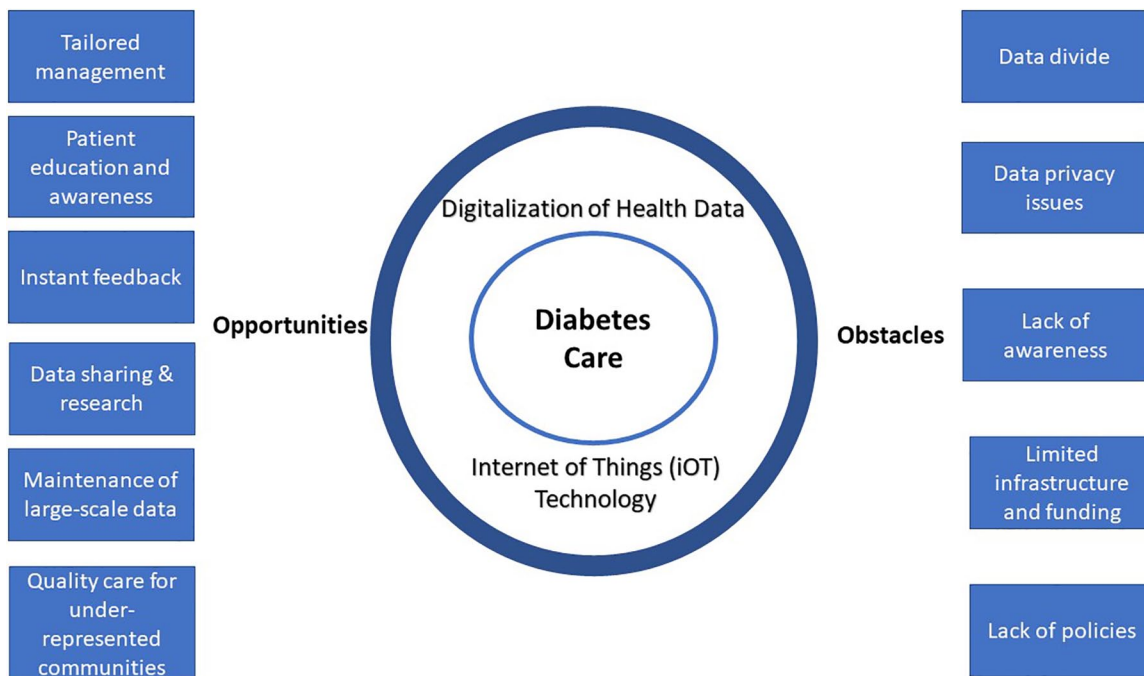 Tailored
management
Patient
education and
awareness
Instant feedback
Data sharing &
research
Maintenance of
large-scale data
Quality care for
under-
represented
communities
Opportunities
Digitalization of Health Data
Diabetes
Care
Internet of Things (iOT)
Technology
Obstacles
Data divide
Data privacy
issues
Lack of
awareness
Limited
infrastructure
and funding
Lack of policies